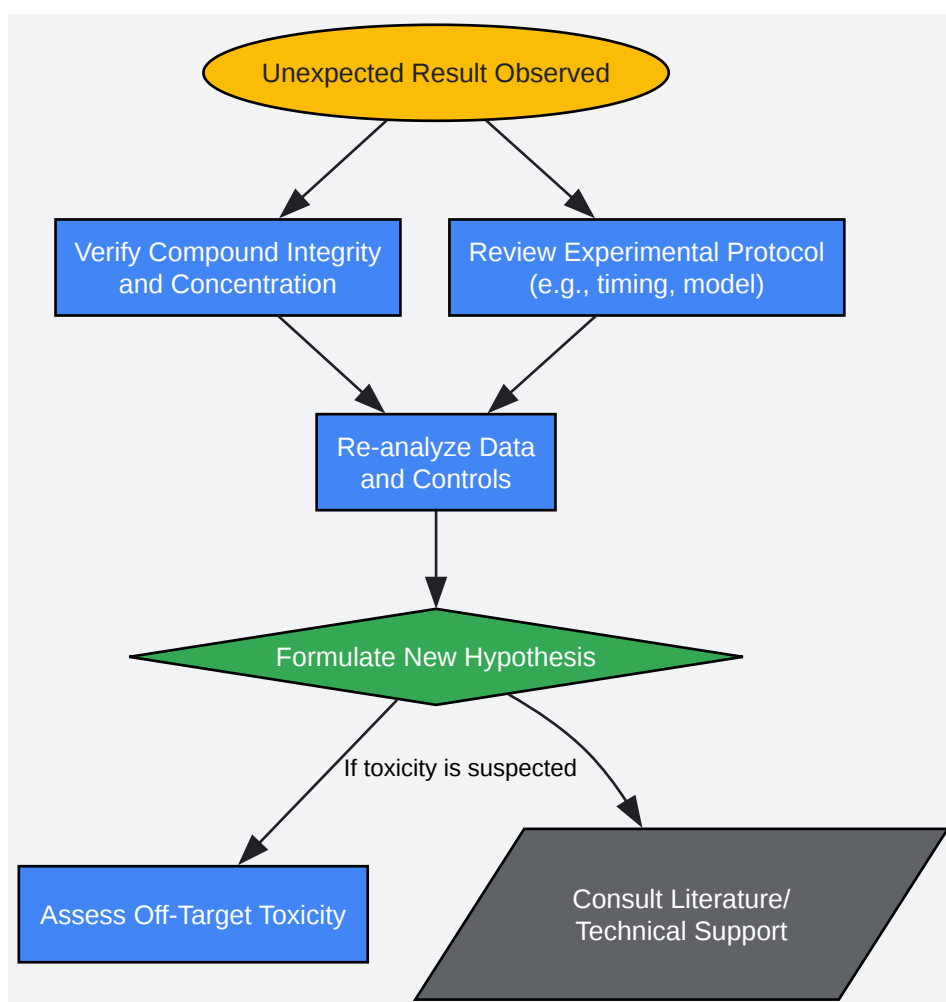 Unexpected Result Observed
Verify Compound Integrity
and Concentration
Review Experimental Protocol
(e.g., timing, model)
Re-analyze Data
and Controls
Formulate New Hypothesis
If toxicity is suspected
Assess Off-Target Toxicity
Consult Literature/
Technical Support